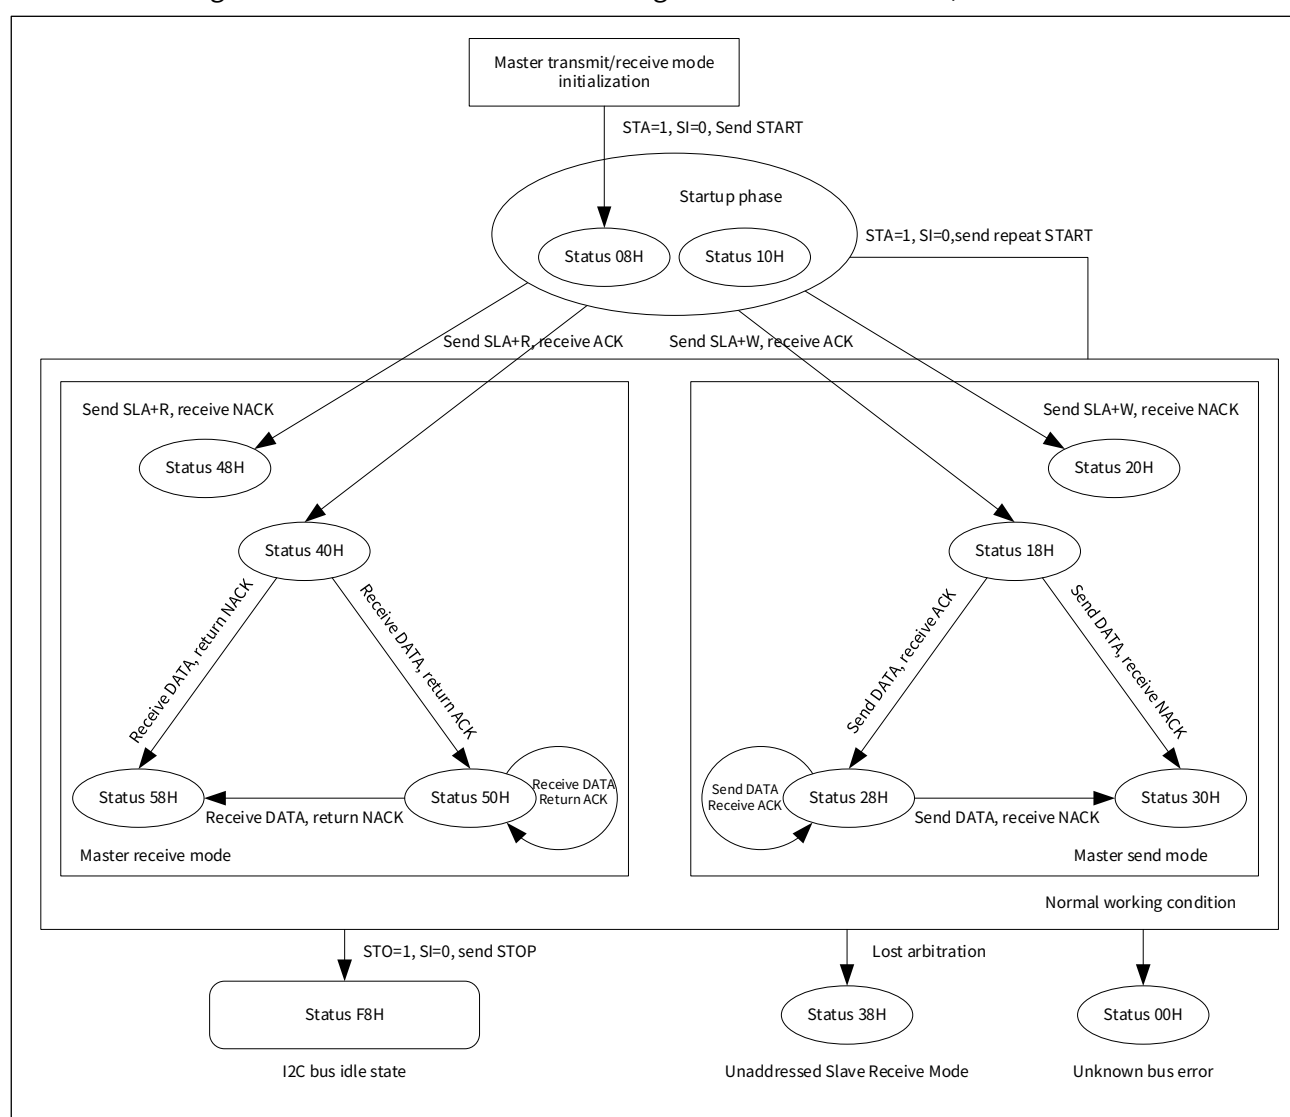 Master transmit/receive mode
initialization
STA=1, SI=0, Send START
Startup phase
STA=1, SI=0,send repeat START
Status 08H
Status 10H
Send SLA+R, receive ACK
Send SLA+W, receive ACK
Send SLA+R, receive NACK
Send SLA+W, receive NACK
Status 48H
Status 20H
Status 40H
Status 18H
Receive DATA, return NACK
Receive DATA, return ACK
Send DATA, receive ACK
Send DATA, receive NACK
Status 58H
Status 50H
Receive DATA
Return ACK
Receive DATA, return NACK
Send DATA
Receive ACK
Status 28H
Status 30H
Send DATA, receive NACK
Master receive mode
Master send mode
Normal working condition
STO=1, SI=0, send STOP
Lost arbitration
Status F8H
Status 38H
Status 00H
I2C bus idle state
Unaddressed Slave Receive Mode
Unknown bus error